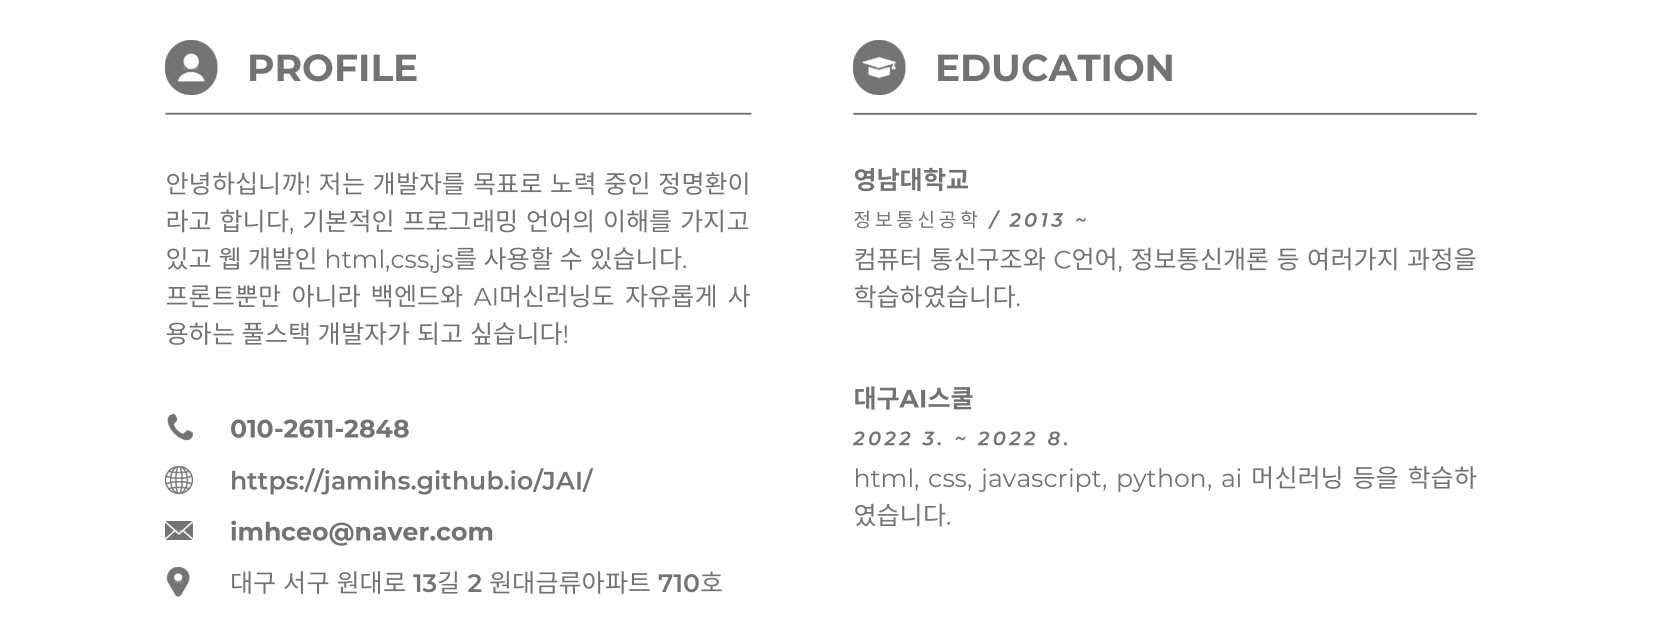 PROFILE
안녕하십니까! 저는 개발자를 목표로 노력 중인 정명환이
라고 합니다, 기본적인 프로그래밍 언어의 이해를 가지고
있고 웹 개발인 html,css,js를 사용할 수 있습니다.
프론트뿐만 아니라 백엔드와 AI머신러닝도 자유롭게 사
용하는 풀스택 개발자가 되고 싶습니다!
010-2611-2848
https://jamihs.github.io/JAI/
imhceo@naver.com
대구 서구 원대로 13길 2 원대금류아파트 710호
EDUCATION
영남대학교
정보통신공학 / 2013 ~
컴퓨터 통신구조와 C언어, 정보통신개론 등 여러가지 과정을
학습하였습니다.
대구AI스쿨
2022 3. ~ 2022 8.
html, css, javascript, python, ai 머신러닝 등을 학습하
였습니다.